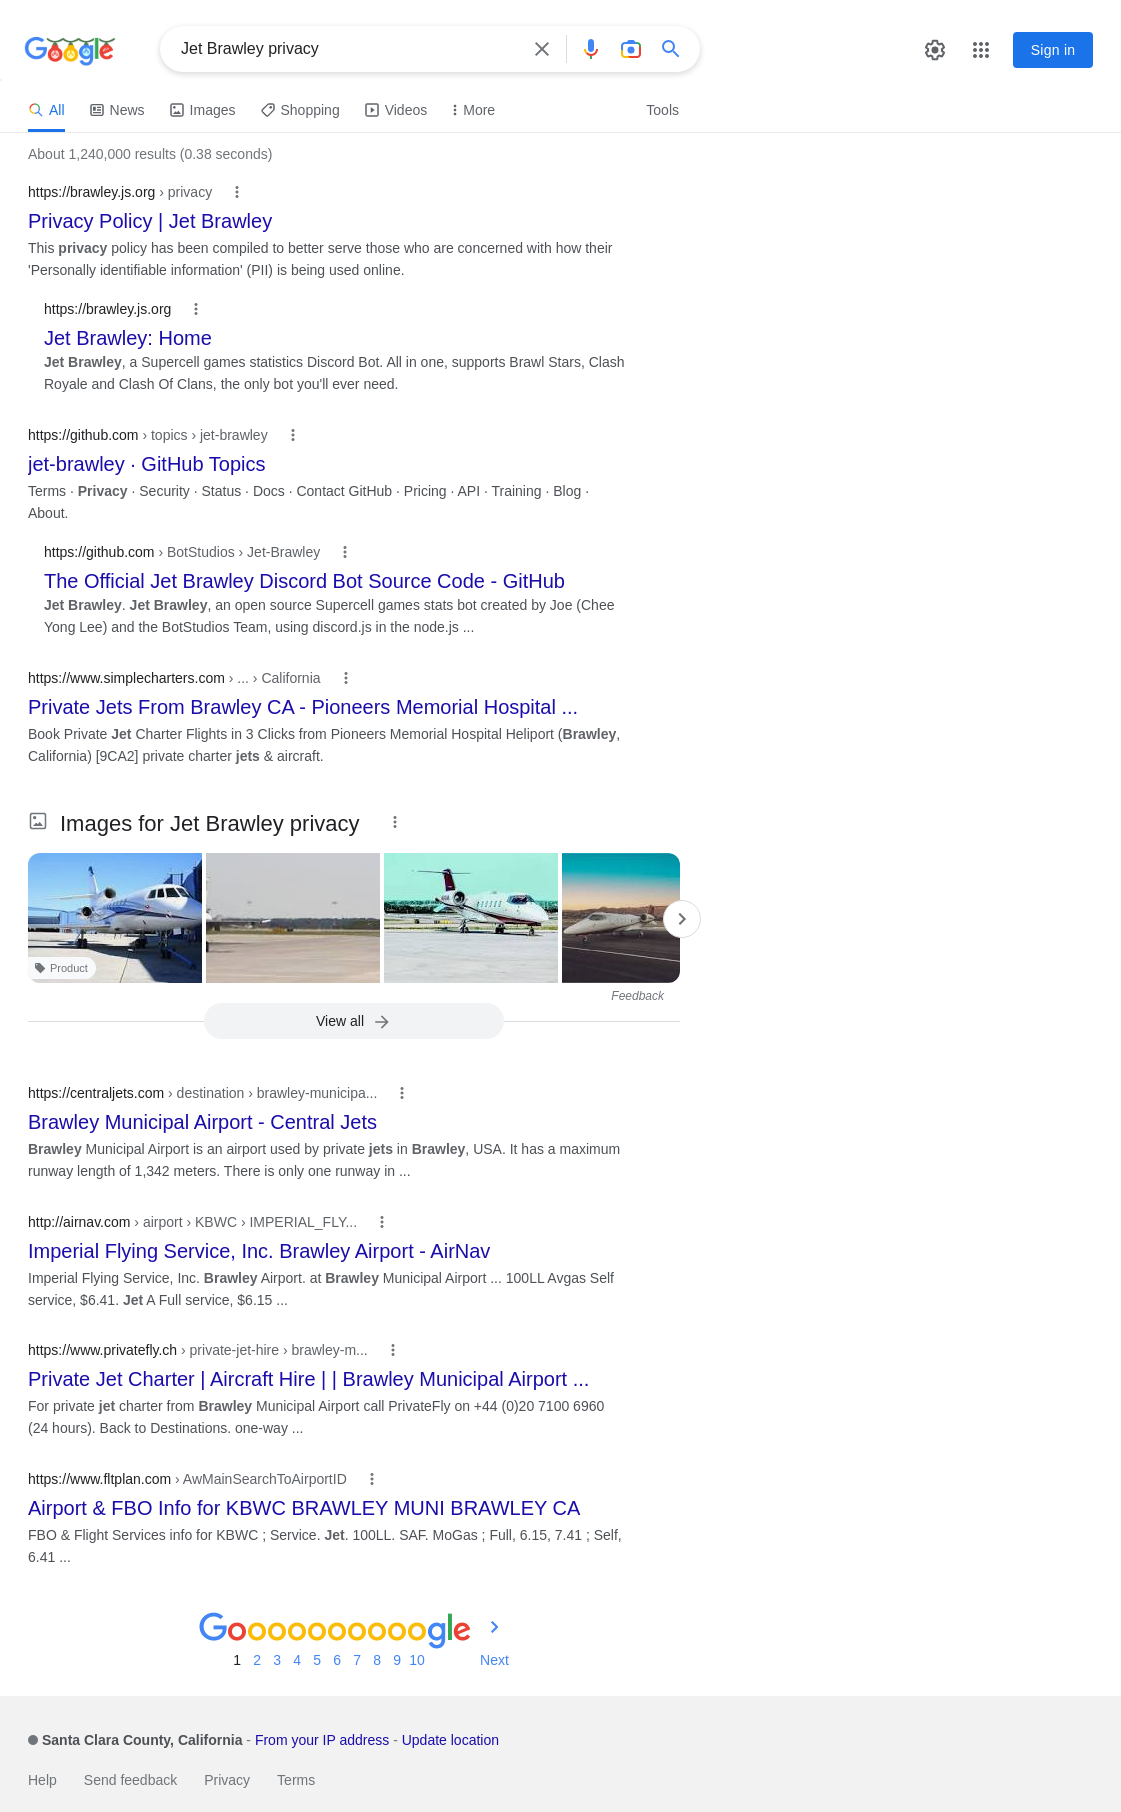 Google
Jet Brawley privacy
Sign in
All
News
Images
Shopping
Videos
More
Tools
About 1,240,000 results (0.38 seconds)
https://brawley.js.org › privacy
Privacy Policy | Jet Brawley
This privacy policy has been compiled to better serve those who are concerned with how their
'Personally identifiable information' (PII) is being used online.
https://brawley.js.org
Jet Brawley: Home
Jet Brawley, a Supercell games statistics Discord Bot. All in one, supports Brawl Stars, Clash
Royale and Clash Of Clans, the only bot you'll ever need.
https://github.com › topics › jet-brawley
jet-brawley · GitHub Topics
Terms · Privacy · Security · Status · Docs · Contact GitHub · Pricing · API · Training · Blog ·
About.
https://github.com › BotStudios › Jet-Brawley
The Official Jet Brawley Discord Bot Source Code - GitHub
Jet Brawley. Jet Brawley, an open source Supercell games stats bot created by Joe (Chee
Yong Lee) and the BotStudios Team, using discord.js in the node.js ...
https://www.simplecharters.com › ... › California
Private Jets From Brawley CA - Pioneers Memorial Hospital ...
Book Private Jet Charter Flights in 3 Clicks from Pioneers Memorial Hospital Heliport (Brawley,
California) [9CA2] private charter jets & aircraft.
Images for Jet Brawley privacy
Product
Feedback
View all
https://centraljets.com › destination › brawley-municipa...
Brawley Municipal Airport - Central Jets
Brawley Municipal Airport is an airport used by private jets in Brawley, USA. It has a maximum
runway length of 1,342 meters. There is only one runway in ...
http://airnav.com › airport › KBWC › IMPERIAL_FLY...
Imperial Flying Service, Inc. Brawley Airport - AirNav
Imperial Flying Service, Inc. Brawley Airport. at Brawley Municipal Airport ... 100LL Avgas Self
service, $6.41. Jet A Full service, $6.15 ...
https://www.privatefly.ch › private-jet-hire › brawley-m...
Private Jet Charter | Aircraft Hire | | Brawley Municipal Airport ...
For private jet charter from Brawley Municipal Airport call PrivateFly on +44 (0)20 7100 6960
(24 hours). Back to Destinations. one-way ...
https://www.fltplan.com › AwMainSearchToAirportID
Airport & FBO Info for KBWC BRAWLEY MUNI BRAWLEY CA
FBO & Flight Services info for KBWC ; Service. Jet. 100LL. SAF. MoGas ; Full, 6.15, 7.41 ; Self,
6.41 ...
Goooooooooogle
1 2 3 4 5 6 7 8 9 10 Next
Santa Clara County, California - From your IP address - Update location
Help Send feedback Privacy Terms